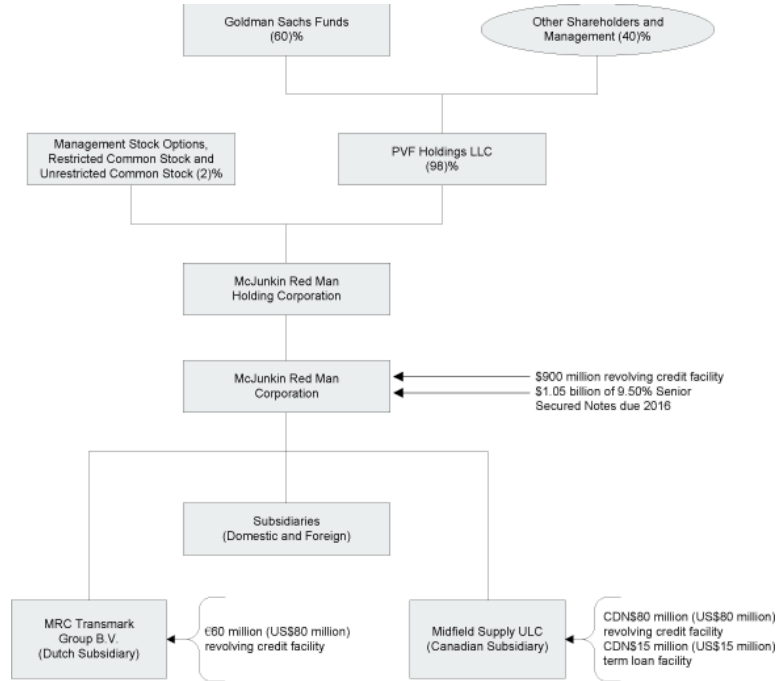 Goldman Sachs Funds
(60)%
Other Shareholders and
Management (40)%
Management Stock Options,
Restricted Common Stock and
Unrestricted Common Stock (2)%
PVF Holdings LLC
(98)%
McJunkin Red Man
Holding Corporation
McJunkin Red Man
Corporation
$900 million revolving credit facility
$1.05 billion of 9.50% Senior
Secured Notes due 2016
Subsidiaries
(Domestic and Foreign)
MRC Transmark
Group B.V.
(Dutch Subsidiary)
€60 million (US$80 million)
revolving credit facility
Midfield Supply ULC
(Canadian Subsidiary)
CDN$80 million (US$80 million)
revolving credit facility
CDN$15 million (US$15 million)
term loan facility